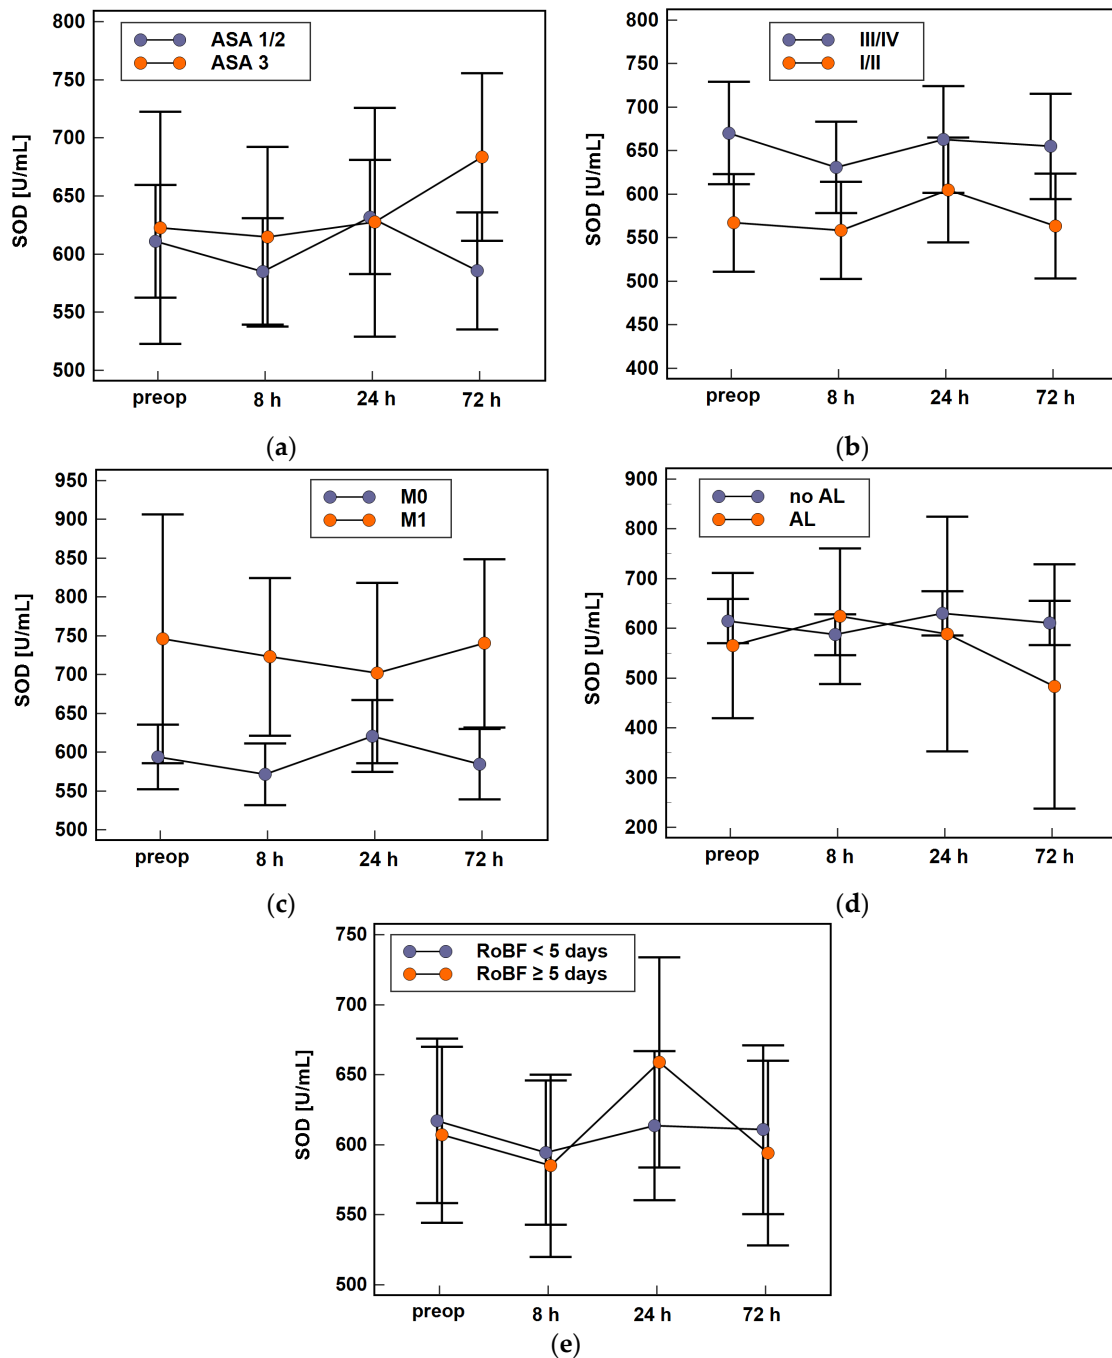 800
750
700
650
600
550
500
SOD [U/mL]
ASA 1/2
ASA 3
preop
8 h
24 h
72 h
(a)
800
750
700
650
600
550
500
450
400
SOD [U/mL]
III/IV
I/II
preop
8 h
24 h
72 h
(b)
950
900
850
800
750
700
650
600
550
500
SOD [U/mL]
M0
M1
preop
8 h
24 h
72 h
(c)
900
800
700
600
500
400
300
200
SOD [U/mL]
no AL
AL
preop
8 h
24 h
72 h
(d)
750
700
650
600
550
500
SOD [U/mL]
RoBF < 5 days
RoBF ≥ 5 days
preop
8 h
24 h
72 h
(e)